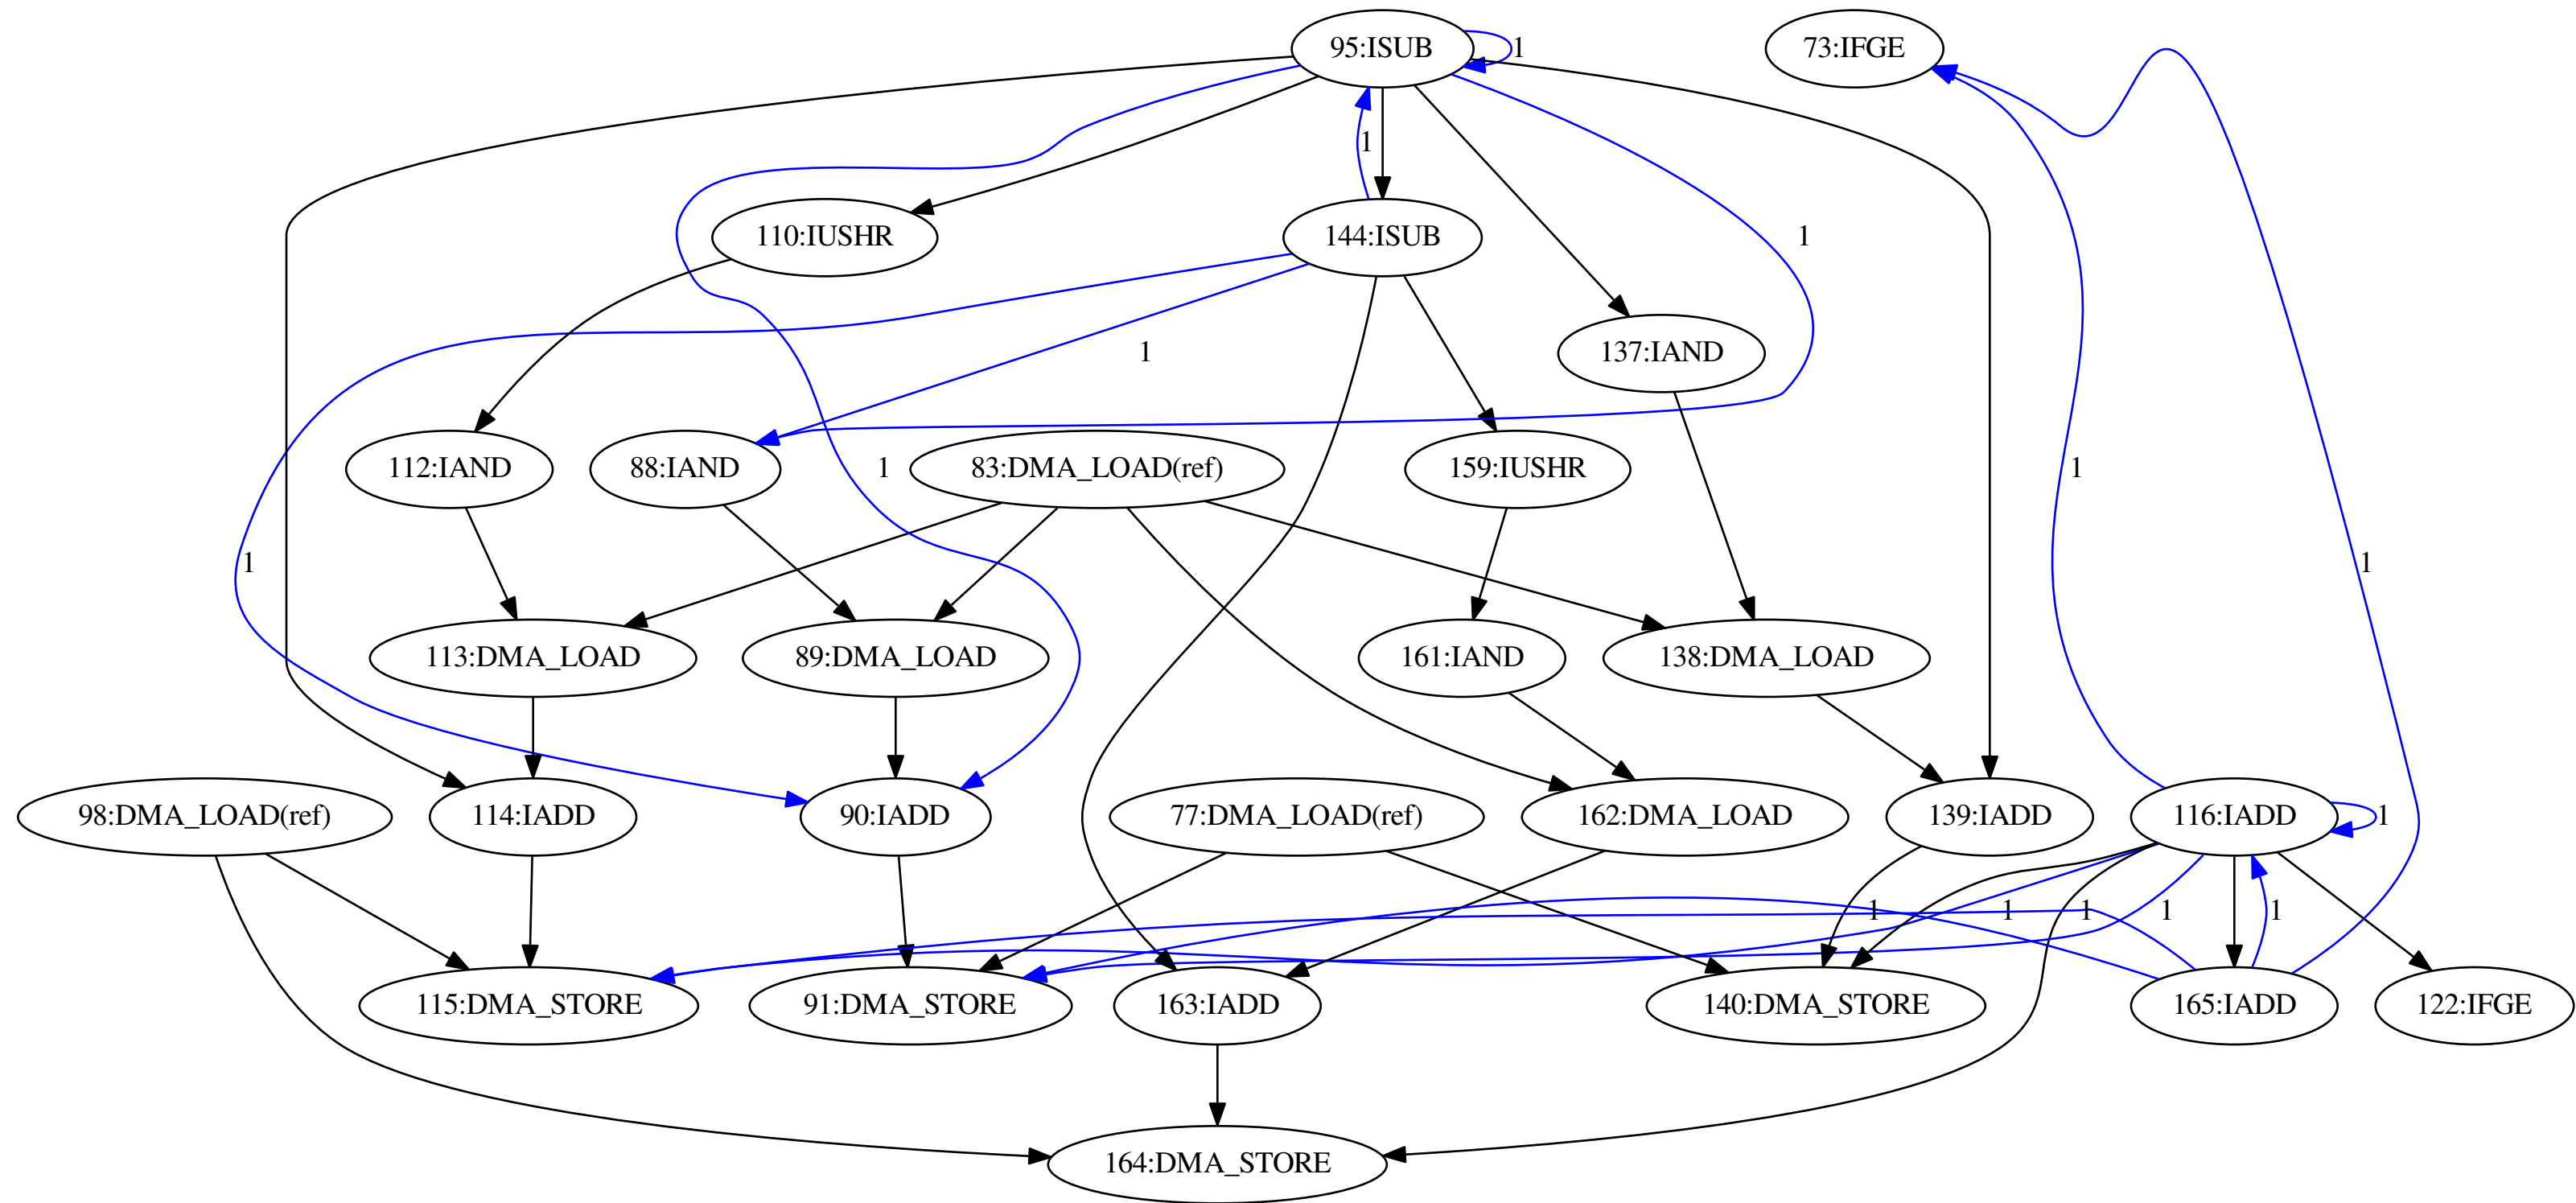 95:ISUB
1
73:IFGE
1
110:IUSHR
144:ISUB
1
137:IAND
1
112:IAND
88:IAND
1
83:DMA_LOAD(ref)
159:IUSHR
1
1
1
113:DMA_LOAD
89:DMA_LOAD
161:IAND
138:DMA_LOAD
98:DMA_LOAD(ref)
114:IADD
90:IADD
77:DMA_LOAD(ref)
162:DMA_LOAD
139:IADD
116:IADD
1
1
1
1
1
1
115:DMA_STORE
91:DMA_STORE
163:IADD
140:DMA_STORE
165:IADD
122:IFGE
164:DMA_STORE